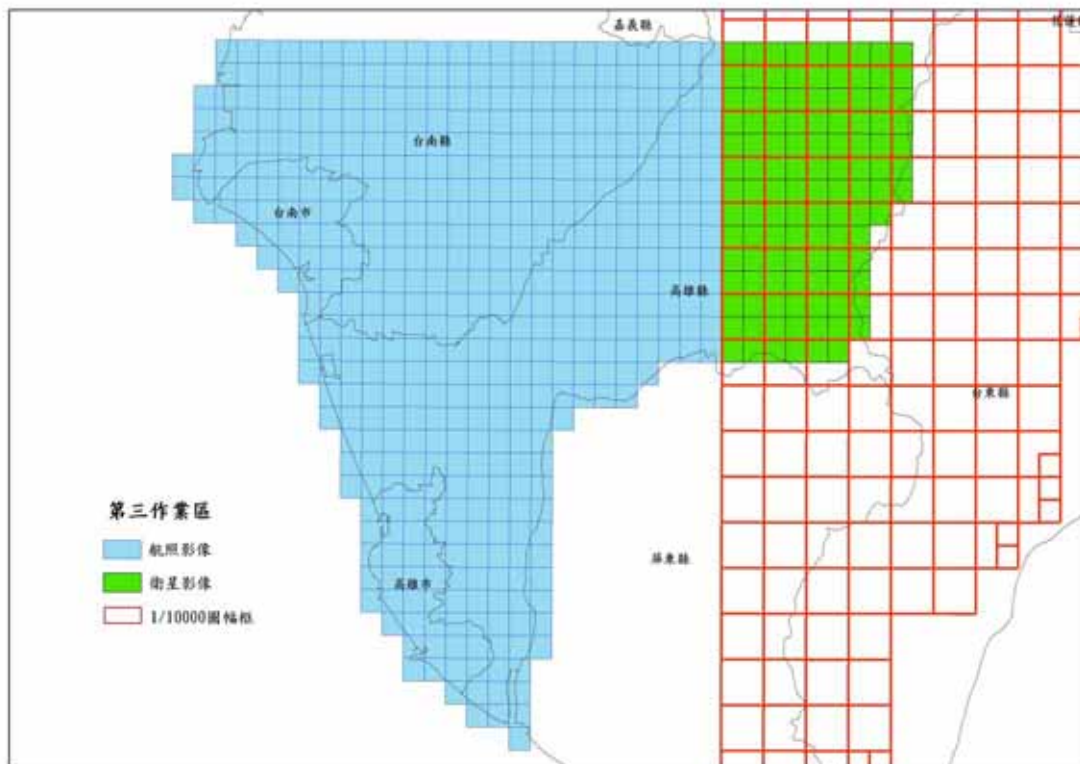 嘉義縣
台南縣
台南市
高雄縣
台東縣
屏東縣
高雄市
第三作業區
航照影像
衛星影像
1/10000圖幅框